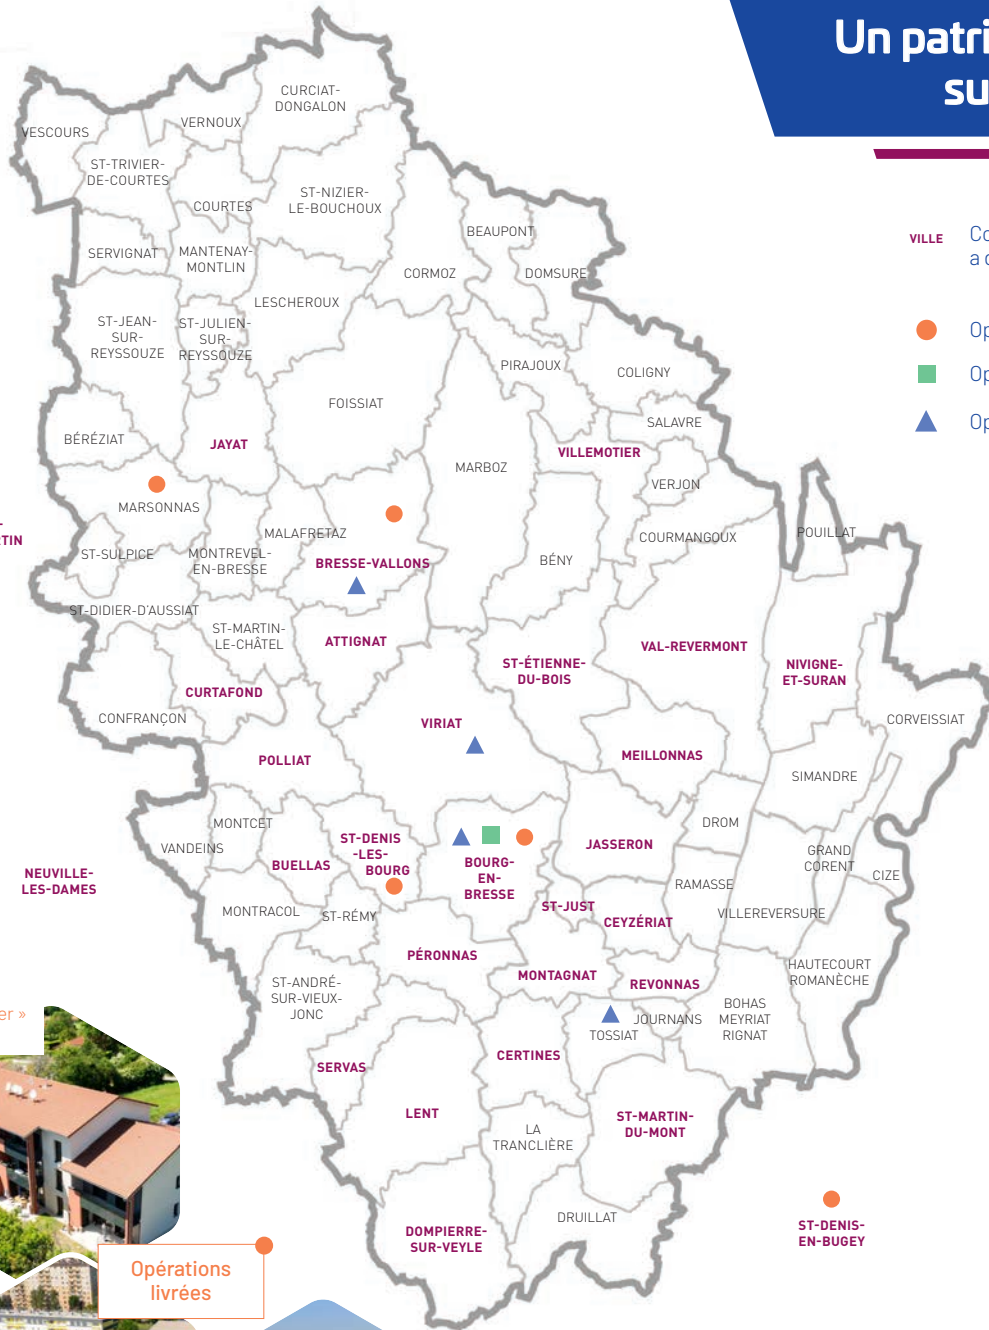 Un patri
su
VILLE
Co
a d
Op
Op
Op
CURCIAT-
DONGALON
VESCOURS
VERNOUX
ST-TRIVIER-
DE-COURTES
ST-NIZIER-
LE-BOUCHOUX
COURTES
BEAUPONT
SERVIGNAT
MANTENAY-
MONTLIN
CORMOZ
DOMSURE
LESCHEROUX
ST-JEAN-
SUR-
REYSSOUZE
ST-JULIEN-
SUR-
REYSSOUZE
PIRAJOUX
COLIGNY
FOISSIAT
SALAVRE
BÉRÉZIAT
JAYAT
VILLEMOTIER
MARBOZ
VERJON
MARSONNAS
-
TIN
MALAFRETAZ
COURMANGOUX
POUILLAT
ST-SULPICE
MONTREVEL-
EN-BRESSE
BRESSE-VALLONS
BÉNY
ST-DIDIER-D'AUSSIAT
ST-MARTIN-
LE-CHÂTEL
ATTIGNAT
VAL-REVERMONT
ST-ÉTIENNE-
DU-BOIS
NIVIGNE-
ET-SURAN
CURTAFOND
CONFRANÇON
VIRIAT
CORVEISSIAT
POLLIAT
MEILLONNAS
SIMANDRE
MONTCET
DROM
VANDEINS
ST-DENIS
-LES-
BOURG
JASSERON
GRAND
CORENT
BUELLAS
BOURG-
EN-
BRESSE
CIZE
NEUVILLE-
LES-DAMES
RAMASSE
MONTRACOL
ST-RÉMY
ST-JUST
CEYZÉRIAT
VILLEREVERSURE
PÉRONNAS
MONTAGNAT
REVONNAS
HAUTECOURT
ROMANÈCHE
ST-ANDRÉ-
SUR-VIEUX-
JONC
BOHAS
MEYRIAT
RIGNAT
er »
JOURNANS
TOSSIAT
CERTINES
SERVAS
LENT
ST-MARTIN-
DU-MONT
LA
TRANCLIÈRE
DRUILLAT
DOMPIERRE-
SUR-VEYLE
ST-DENIS-
EN-BUGEY
Opérations
livrées